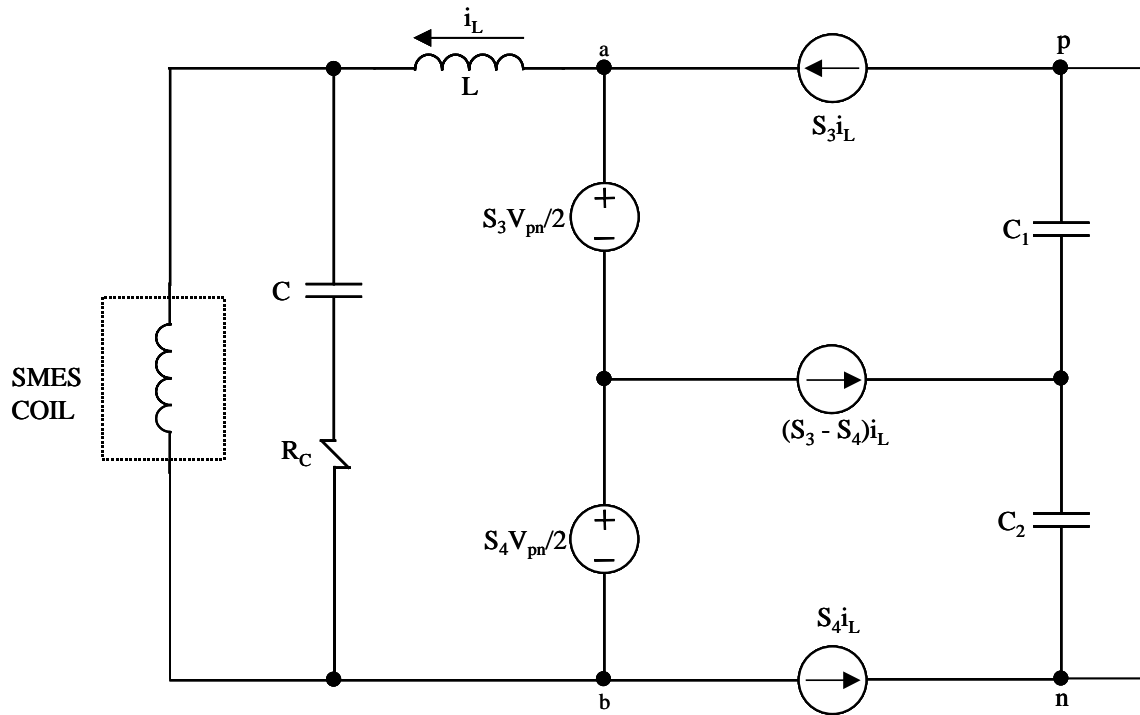 i_L
a
p
L
S_3i_L
S_3V_pn/2
+
−
C_1
C
SMES
COIL
(S_3 - S_4)i_L
R_C
S_4V_pn/2
+
−
C_2
S_4i_L
b
n